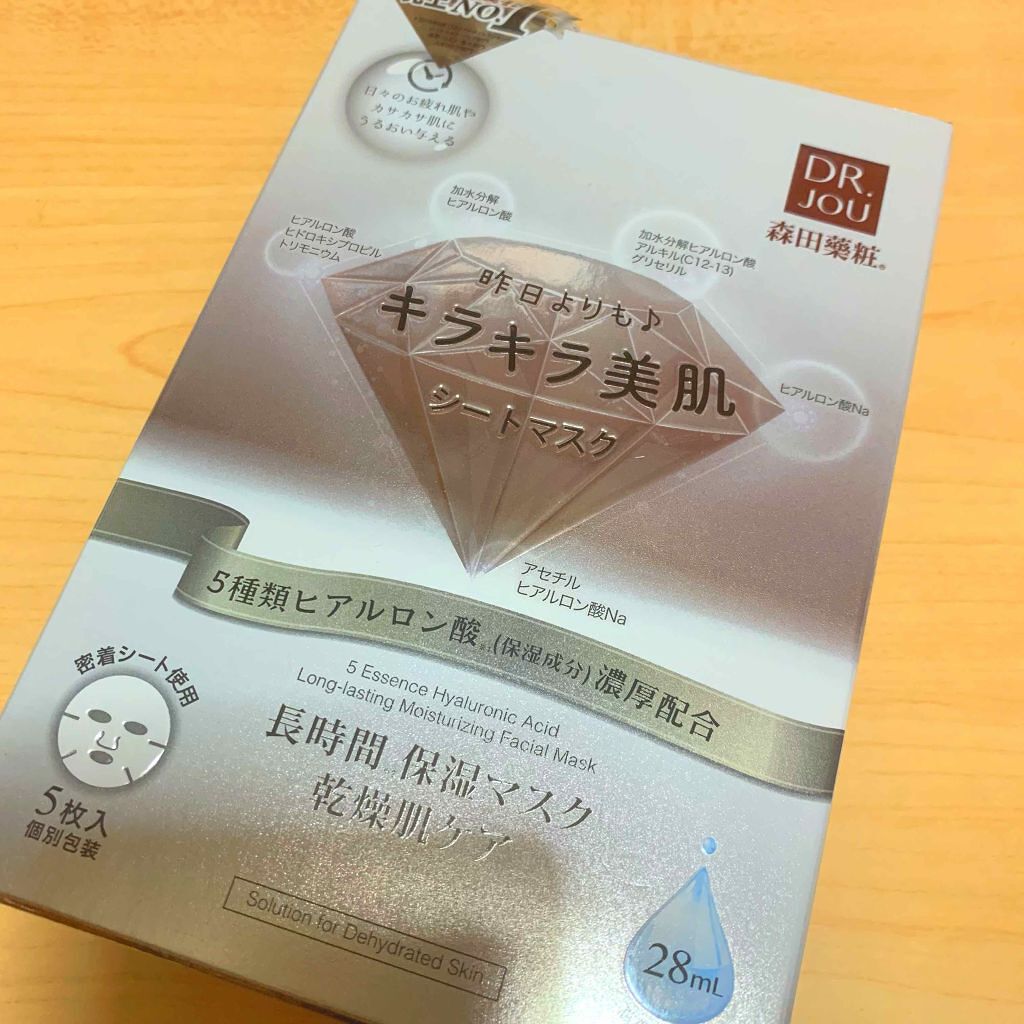 日々のお疲れ肌や
カサカサ肌に
うるおい与える
DR.
JOU
森田藥粧®
加水分解
ヒアルロン酸
ヒアルロン酸
ヒドロキシプロピル
トリモニウム
加水分解ヒアルロン酸
アルキル(C12-13)
グリセリル
昨日よりも♪
キラキラ美肌
シートマスク
ヒアルロン酸Na
アセチル
ヒアルロン酸Na
5種類ヒアルロン酸(保湿成分)濃厚配合
5 Essence Hyaluronic Acid
Long-lasting Moisturizing Facial Mask
長時間 保湿マスク
乾燥肌ケア
密着シート使用
5枚入
個別包装
Solution for Dehydrated Skin
28mL